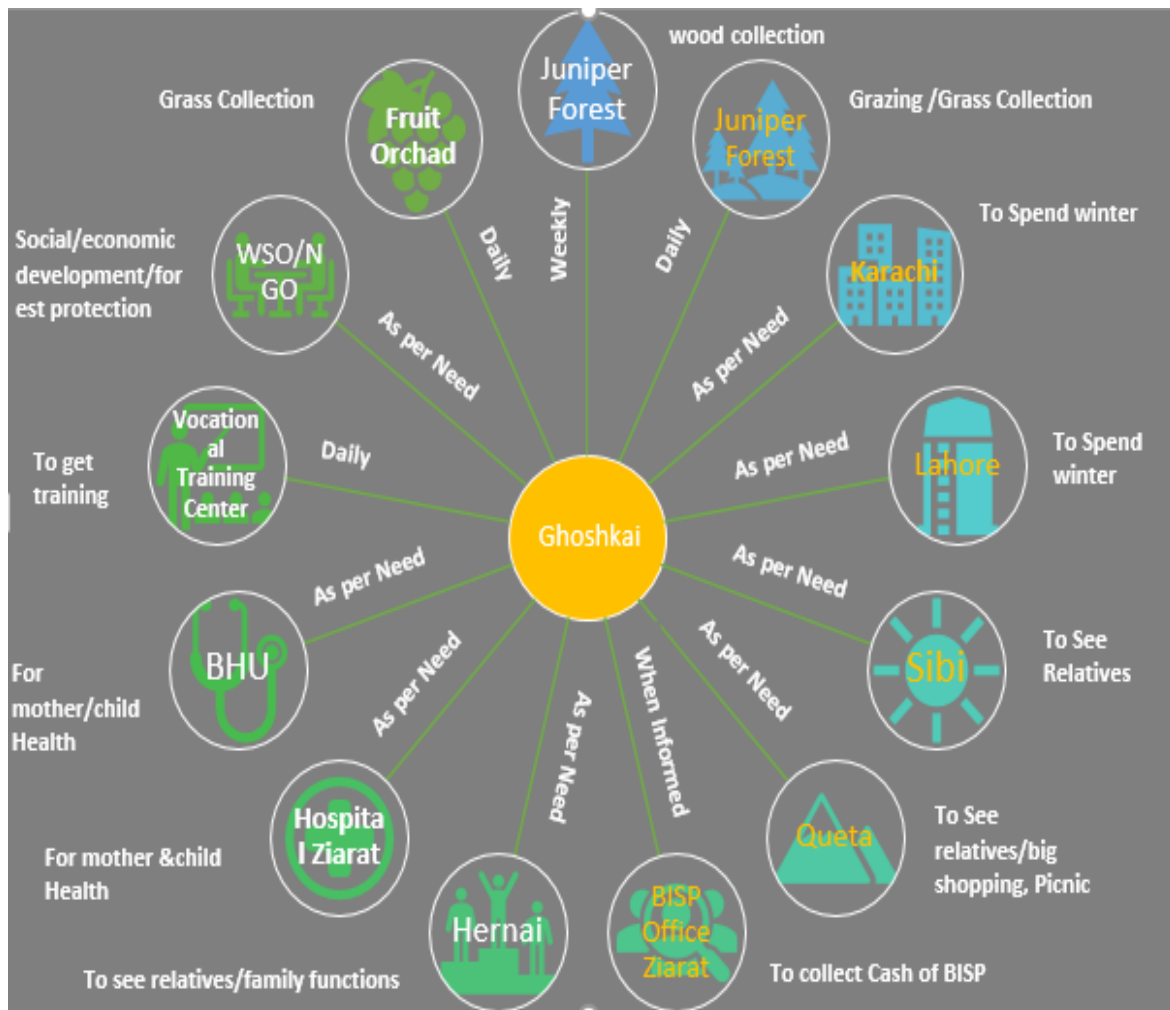 wood collection
Juniper
Forest
Weekly
Grazing /Grass Collection
Juniper
Forest
Daily
To Spend winter
Karachi
As per Need
To Spend
winter
Lahore
As per Need
To See
Relatives
Sibi
As per Need
To See
relatives/big
shopping, Picnic
Queta
As per Need
To collect Cash of BISP
BISP
Office
Ziarat
When Informed
To see relatives/family functions
Hernai
As per Need
For mother &child
Health
Hospita
l Ziarat
As per Need
For
mother/child
Health
BHU
As per Need
To get
training
Vocation
al
Training
Center
Daily
Social/economic
development/for
est protection
WSO/N
GO
As per Need
Grass Collection
Fruit
Orchad
Daily
Ghoshkai